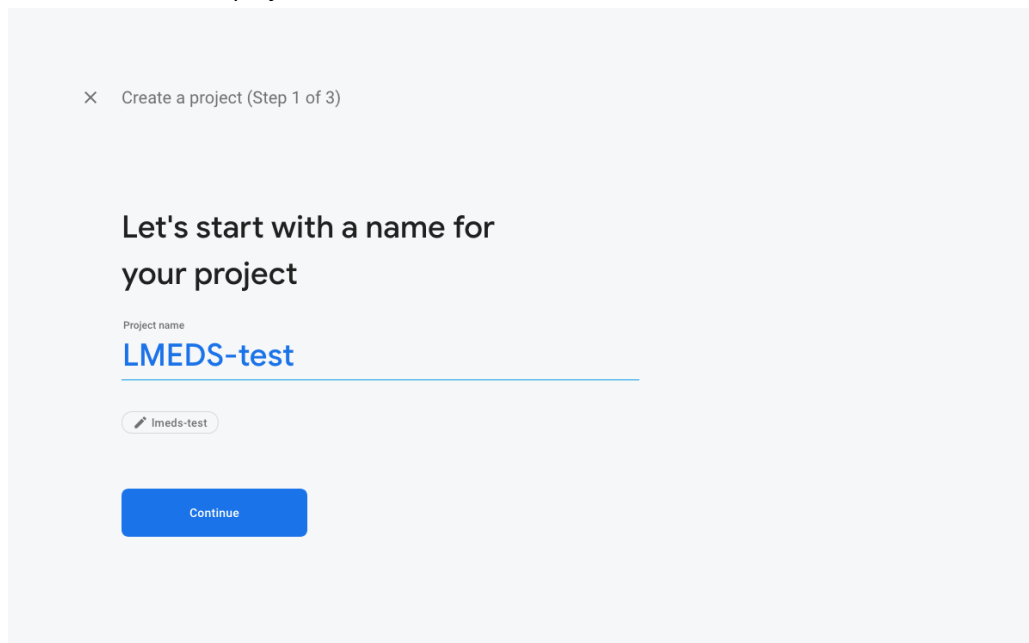 Create a project (Step 1 of 3)
Let's start with a name for
your project
Project name
LMEDS-test
lmeds-test
Continue